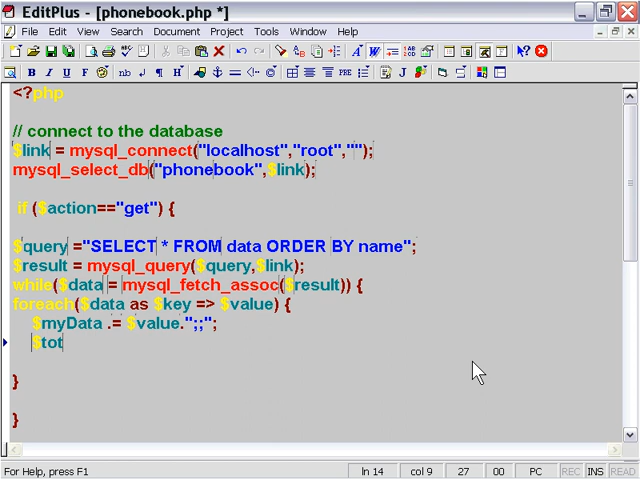 EditPlus - [phonebook.php *]
File Edit View Search Document Project Tools Window Help
<?php
// connect to the database
$link = mysql_connect("localhost","root","");
mysql_select_db("phonebook",$link);
if ($action=="get") {
$query ="SELECT * FROM data ORDER BY name";
$result = mysql_query($query,$link);
while($data = mysql_fetch_assoc($result)) {
foreach($data as $key => $value) {
$myData .= $value.";;";
$tot
}
}
For Help, press F1 ln 14 col 9 27 00 PC REC INS READ